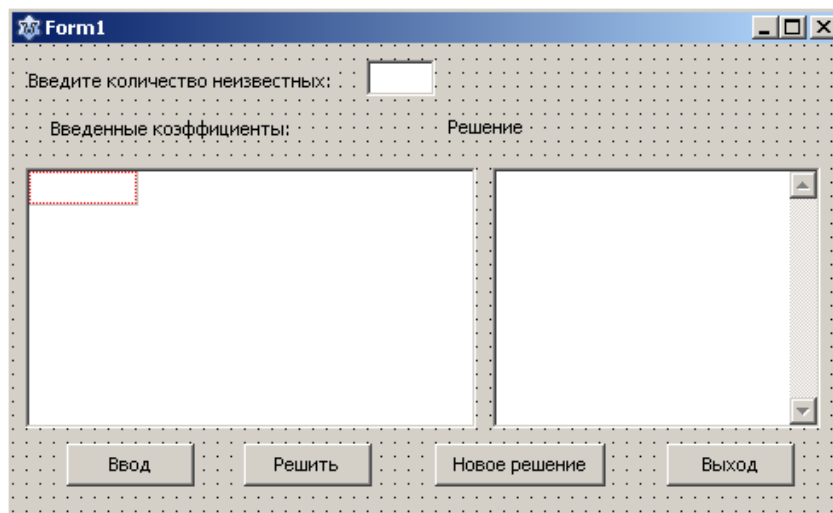 Form1
Введите количество неизвестных:
Введенные коэффициенты: Решение
Ввод Решить Новое решение Выход